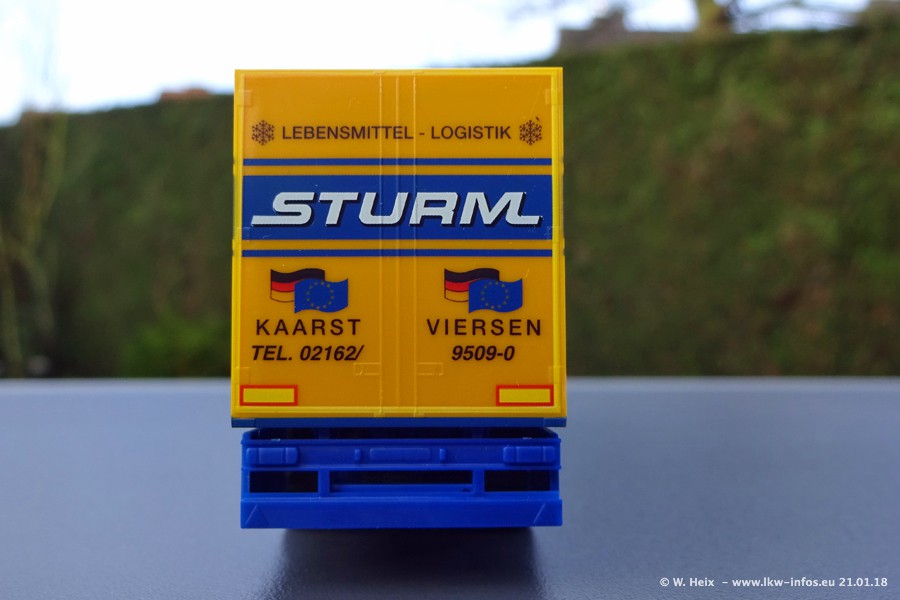 LEBENSMITTEL - LOGISTIK
STURM
KAARST VIERSEN
TEL. 02162/ 9509-0
© W. Heix - www.lkw-infos.eu 21.01.18